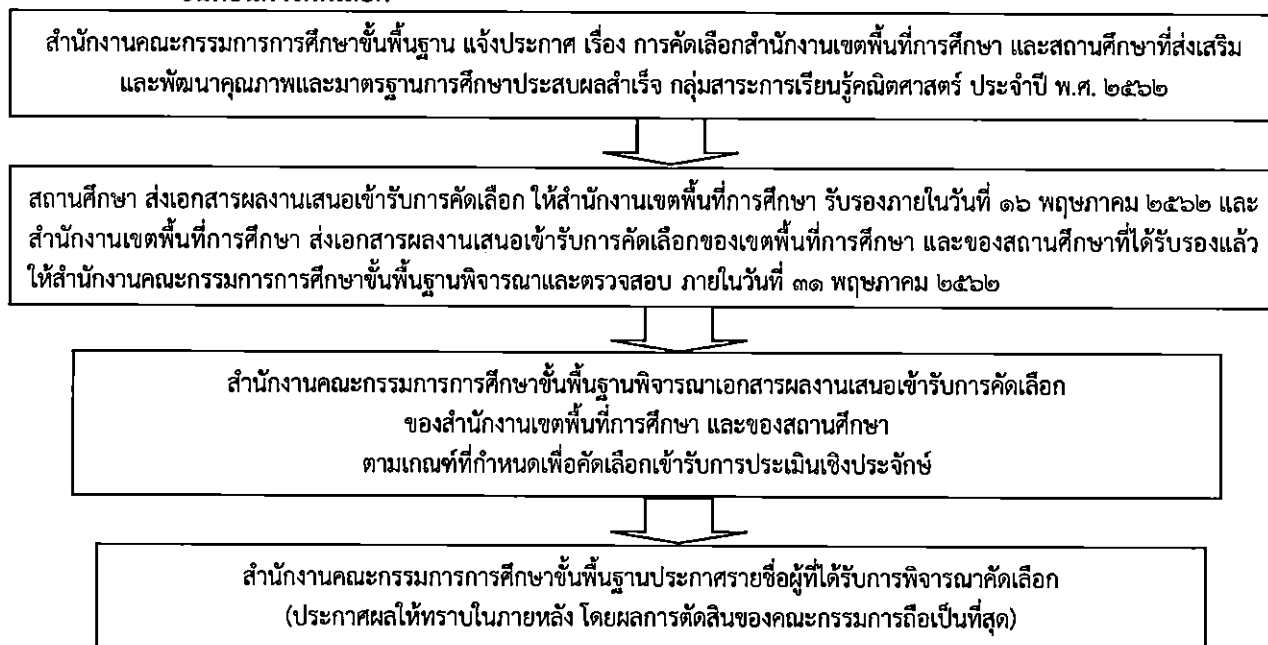 สำนักงานคณะกรรมการการศึกษาขั้นพื้นฐาน แจ้งประกาศ เรื่อง การคัดเลือกสำนักงานเขตพื้นที่การศึกษา และสถานศึกษาที่ส่งเสริม
และพัฒนาคุณภาพและมาตรฐานการศึกษาประสบผลสำเร็จ กลุ่มสาระการเรียนรู้คณิตศาสตร์ ประจำปี พ.ศ. ๒๕๖๒
สถานศึกษา ส่งเอกสารผลงานเสนอเข้ารับการคัดเลือก ให้สำนักงานเขตพื้นที่การศึกษา รับรองภายในวันที่ ๑๖ พฤษภาคม ๒๕๖๒ และ
สำนักงานเขตพื้นที่การศึกษา ส่งเอกสารผลงานเสนอเข้ารับการคัดเลือกของเขตพื้นที่การศึกษา และของสถานศึกษาที่ได้รับรองแล้ว
ให้สำนักงานคณะกรรมการการศึกษาขั้นพื้นฐานพิจารณาและตรวจสอบ ภายในวันที่ ๓๑ พฤษภาคม ๒๕๖๒
สำนักงานคณะกรรมการการศึกษาขั้นพื้นฐานพิจารณาเอกสารผลงานเสนอเข้ารับการคัดเลือก
ของสำนักงานเขตพื้นที่การศึกษา และของสถานศึกษา
ตามเกณฑ์ที่กำหนดเพื่อคัดเลือกเข้ารับการประเมินเชิงประจักษ์
สำนักงานคณะกรรมการการศึกษาขั้นพื้นฐานประกาศรายชื่อผู้ที่ได้รับการพิจารณาคัดเลือก
(ประกาศผลให้ทราบในภายหลัง โดยผลการตัดสินของคณะกรรมการถือเป็นที่สุด)